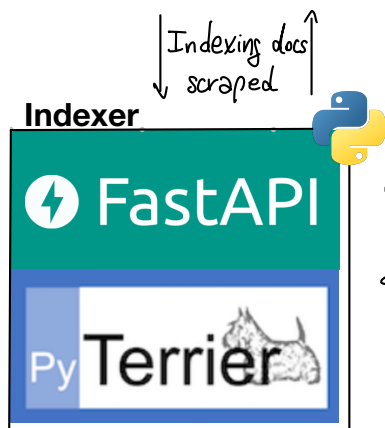 Indexing docs
scraped
Indexer
FastAPI
Py Terrier